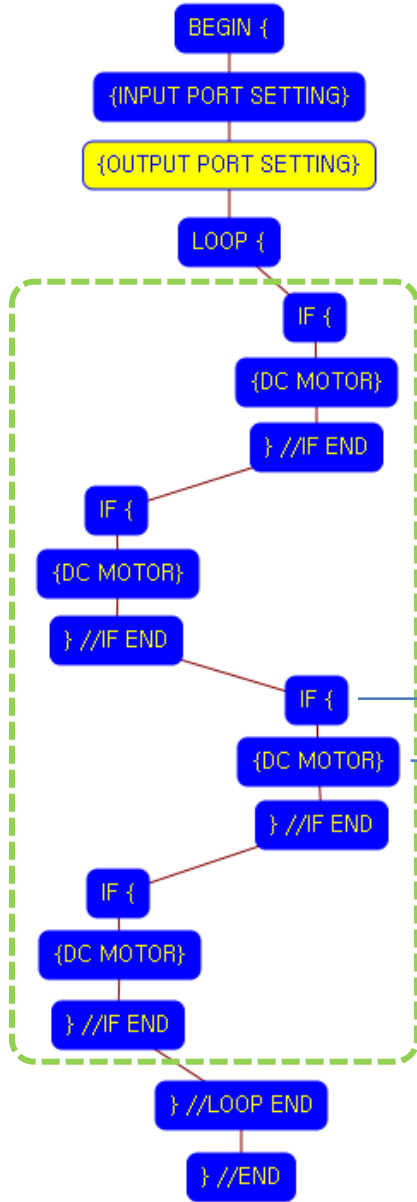 BEGIN {
{INPUT PORT SETTING}
{OUTPUT PORT SETTING}
LOOP {
IF {
{DC MOTOR}
} //IF END
IF {
{DC MOTOR}
} //IF END
IF {
{DC MOTOR}
} //IF END
IF {
{DC MOTOR}
} //IF END
} //LOOP END
} //END